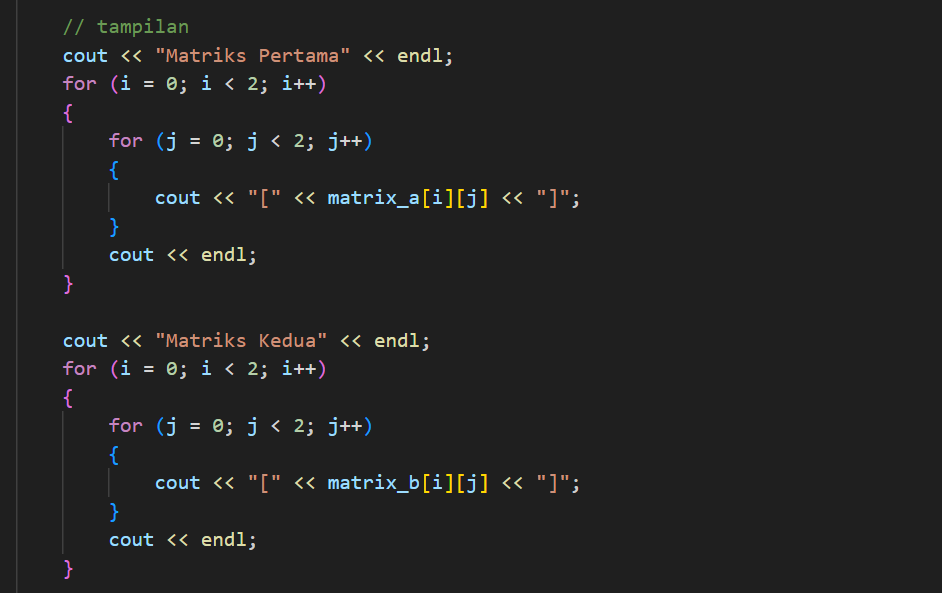 // tampilan
cout << "Matriks Pertama" << endl;
for (i = 0; i < 2; i++)
{
    for (j = 0; j < 2; j++)
    {
        cout << "[" << matrix_a[i][j] << "]";
    }
    cout << endl;
}

cout << "Matriks Kedua" << endl;
for (i = 0; i < 2; i++)
{
    for (j = 0; j < 2; j++)
    {
        cout << "[" << matrix_b[i][j] << "]";
    }
    cout << endl;
}